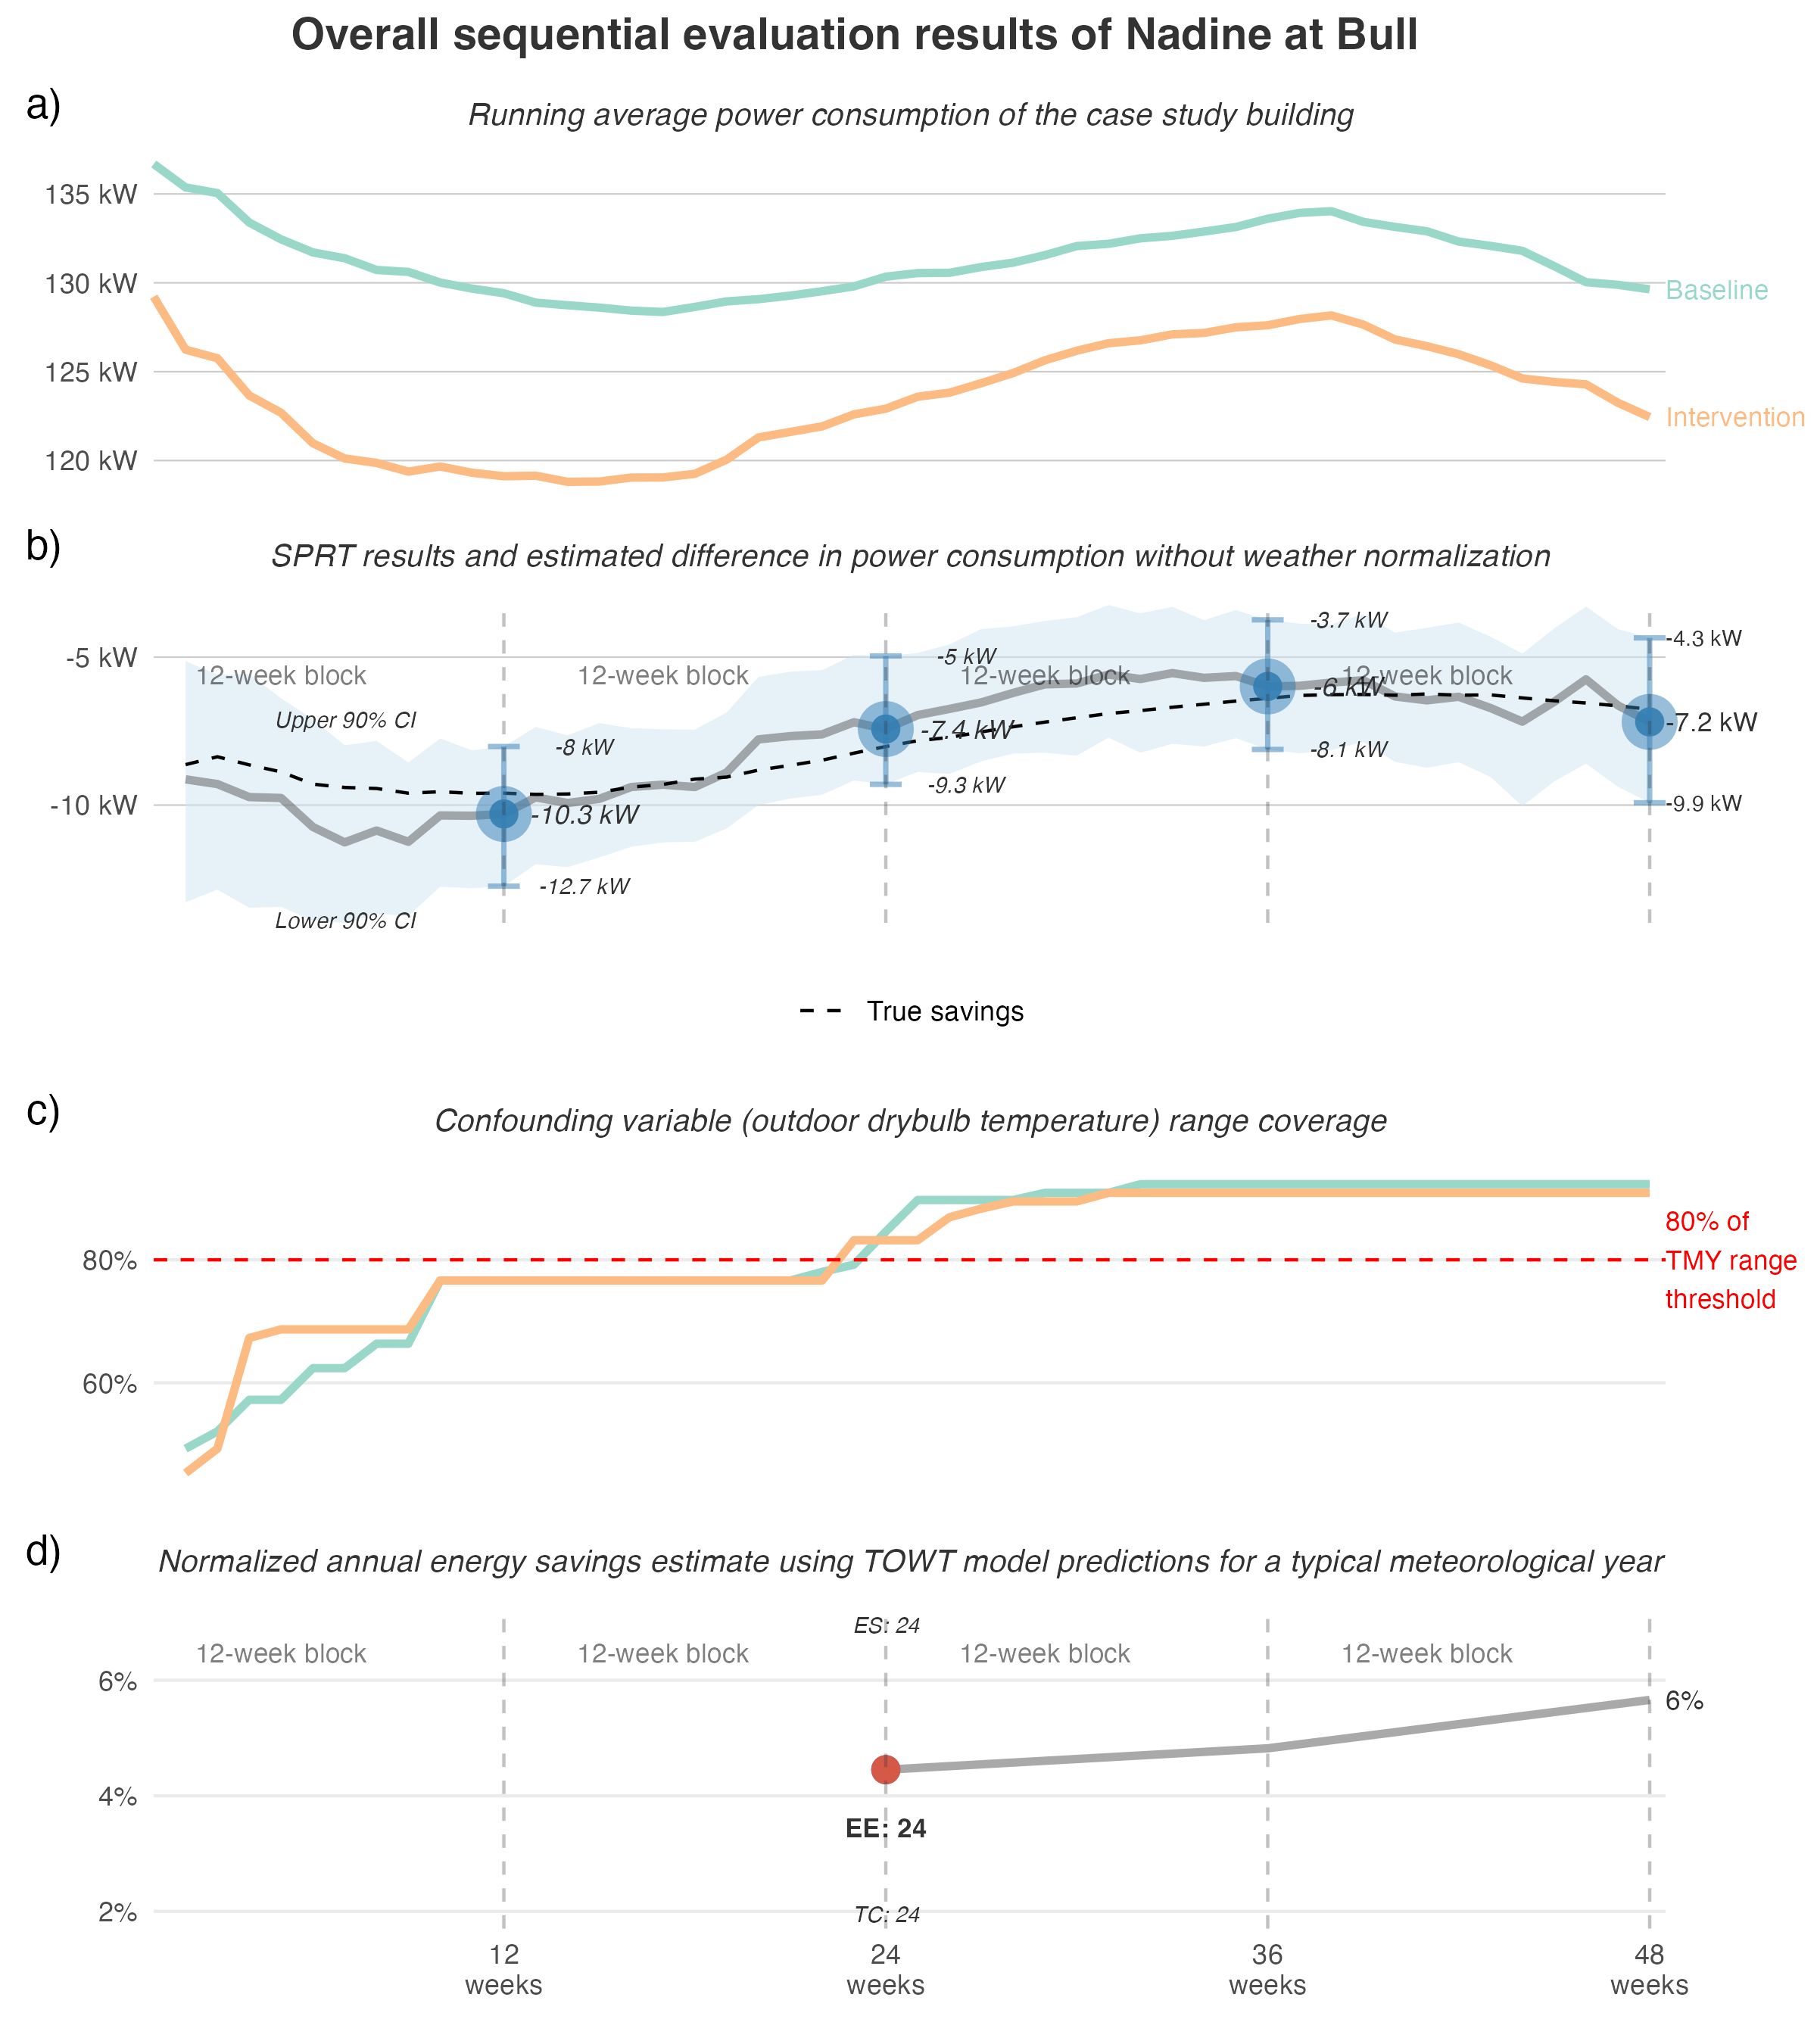 Overall sequential evaluation results of Nadine at Bull
a)
Running average power consumption of the case study building
135 kW
130 kW
Baseline
125 kW
Intervention
120 kW
b)
SPRT results and estimated difference in power consumption without weather normalization
-3.7 kW
-4.3 kW
-5 kW
-5 kW
12-week block
12-week block
12-week block
12-week block
-6 kW
Upper 90% CI
-7.4 kW
-7.2 kW
-8 kW
-8.1 kW
-9.3 kW
-9.9 kW
-10 kW
-10.3 kW
-12.7 kW
Lower 90% CI
True savings
c)
Confounding variable (outdoor drybulb temperature) range coverage
80% of
TMY range
threshold
80%
60%
d)
Normalized annual energy savings estimate using TOWT model predictions for a typical meteorological year
ES: 24
12-week block
12-week block
12-week block
12-week block
6%
6%
4%
EE: 24
2%
TC: 24
12
weeks
24
weeks
36
weeks
48
weeks